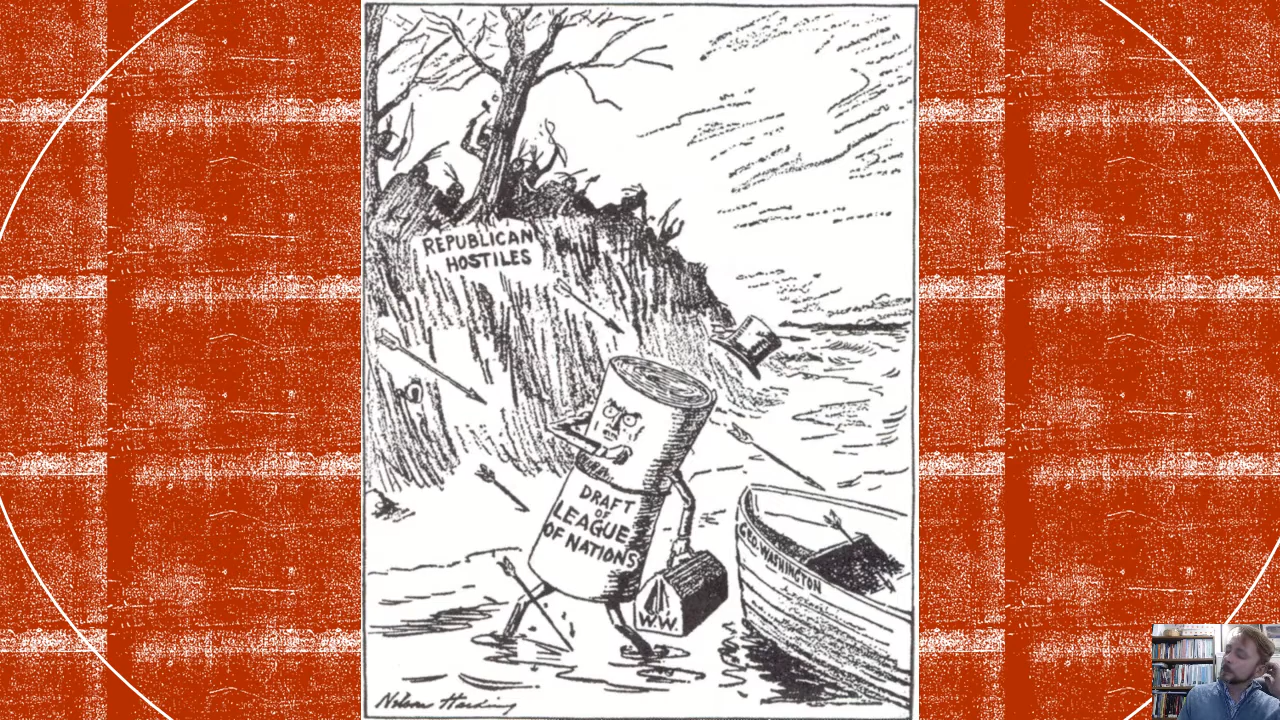 REPUBLICAN
HOSTILES
DRAFT
OF
LEAGUE
OF NATIONS
W.W.
GEO. WASHINGTON
Nelson Harding